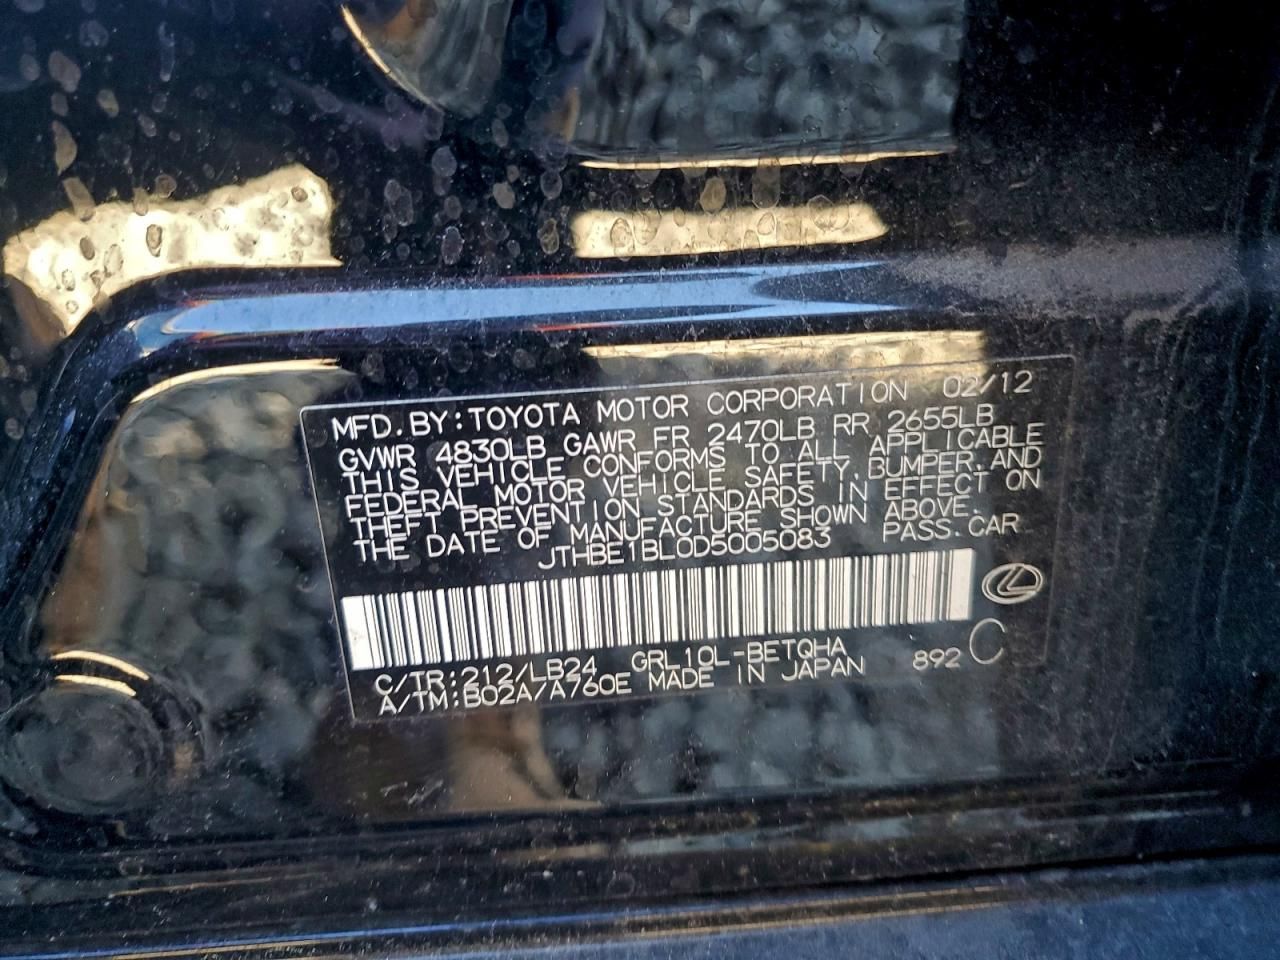 MFD. BY: TOYOTA MOTOR CORPORATION 02/12
GVWR 4830LB GAWR FR 2470LB RR 2655LB
THIS VEHICLE CONFORMS TO ALL APPLICABLE
FEDERAL MOTOR VEHICLE SAFETY, BUMPER, AND
THEFT PREVENTION STANDARDS IN EFFECT ON
THE DATE OF MANUFACTURE SHOWN ABOVE.
JTHBE1BL0D5005083 PASS. CAR
C/TR: 212/LB24 GRL10L-BETQHA 892 C
A/TM: B02A/A760E MADE IN JAPAN